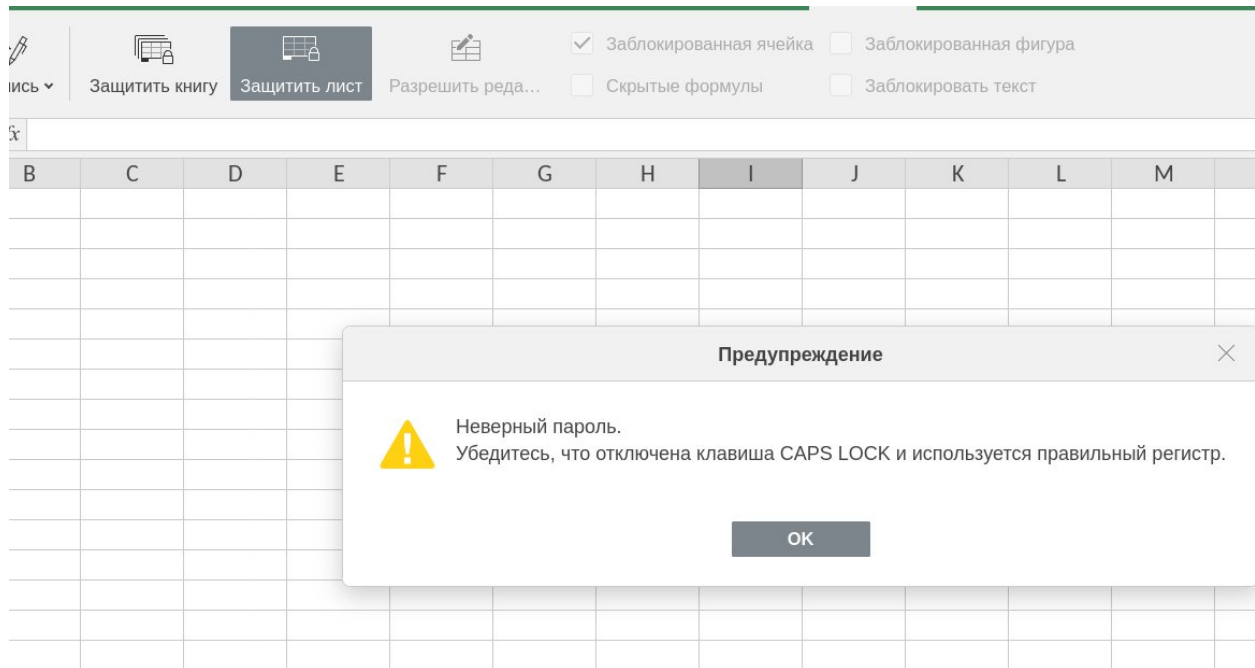 Заблокированная ячейка Заблокированная фигура
Защитить книгу Защитить лист Разрешить реда...
Скрытые формулы Заблокировать текст
fx
B C D E F G H I J K L M
Предупреждение
Неверный пароль.
Убедитесь, что отключена клавиша CAPS LOCK и используется правильный регистр.
OK